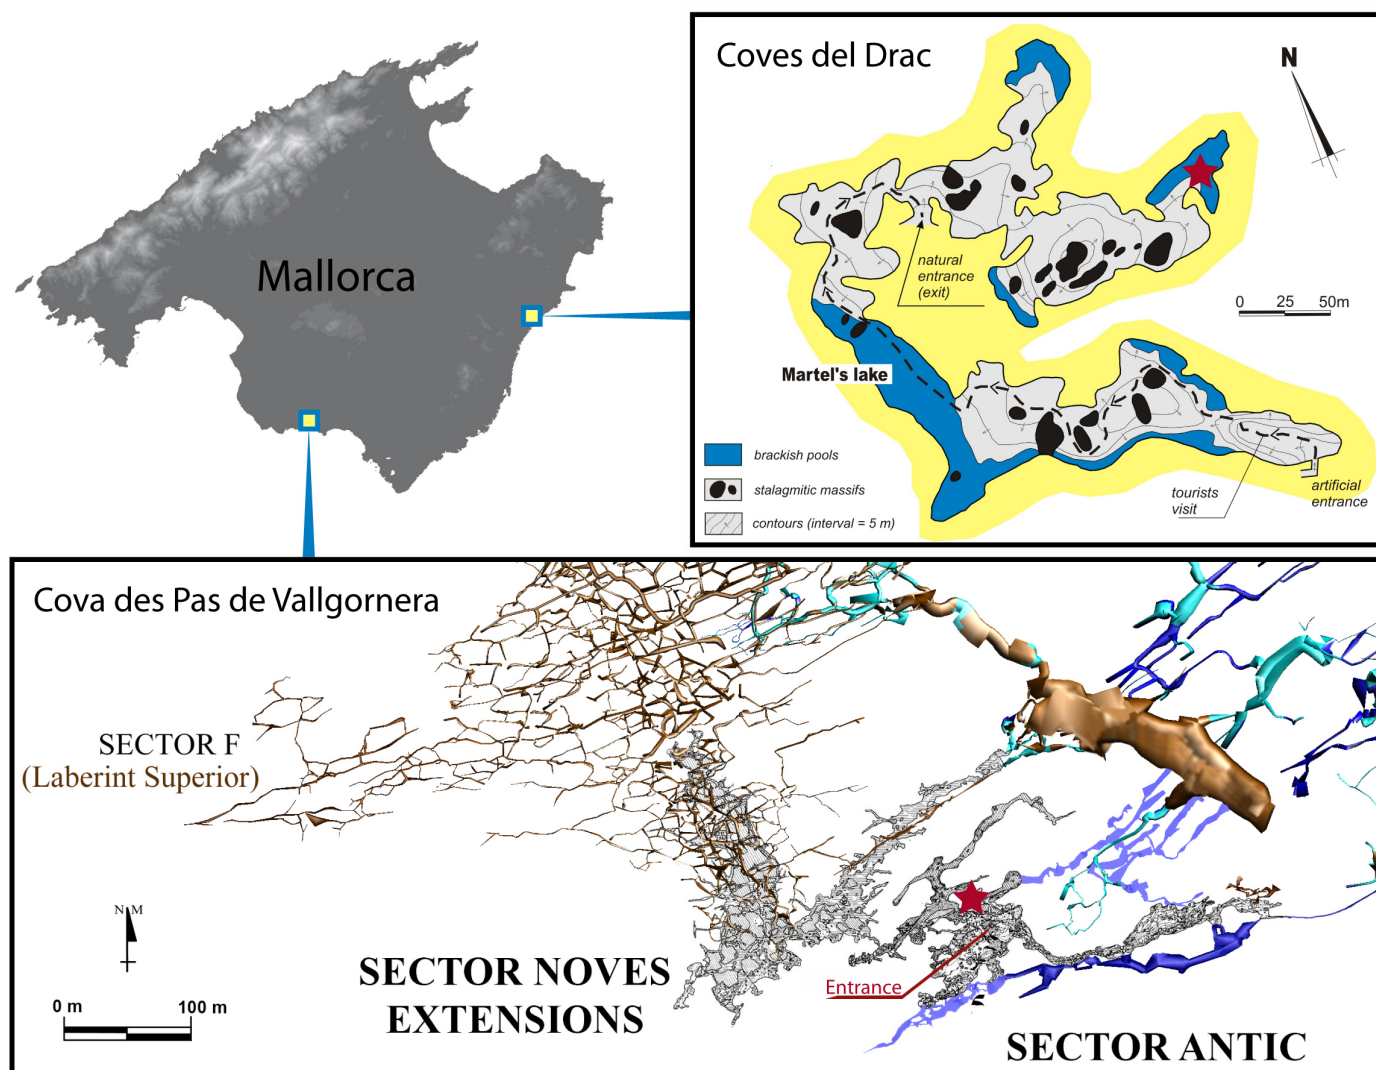 Mallorca
Coves del Drac
N
natural
entrance
(exit)
0 25 50m
Martel's lake
brackish pools
stalagmitic massifs
contours (interval = 5 m)
tourists
visit
artificial
entrance
Cova des Pas de Vallgornera
SECTOR F
(Laberint Superior)
N M
0 m 100 m
SECTOR NOVES
EXTENSIONS
Entrance
SECTOR ANTIC